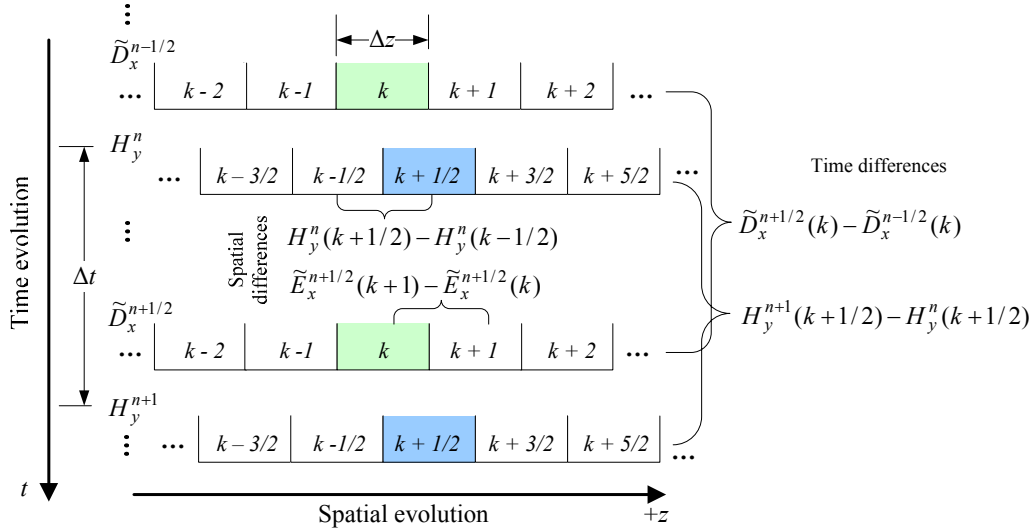 ⋮
Δz
D̃_x^{n-1/2}
... k - 2 k -1 k k + 1 k + 2 ...
H_y^n
... k – 3/2 k -1/2 k + 1/2 k + 3/2 k + 5/2 ...
Time differences
⋮
H_y^n(k+1/2) – H_y^n(k–1/2)
D̃_x^{n+1/2}(k) – D̃_x^{n-1/2}(k)
Spatial
differences
Δt
Time evolution
Ẽ_x^{n+1/2}(k+1) – Ẽ_x^{n+1/2}(k)
H_y^{n+1}(k+1/2) – H_y^n(k+1/2)
D̃_x^{n+1/2}
... k - 2 k -1 k k + 1 k + 2 ...
H_y^{n+1}
⋮ ... k – 3/2 k -1/2 k + 1/2 k + 3/2 k + 5/2 ...
t
Spatial evolution +z